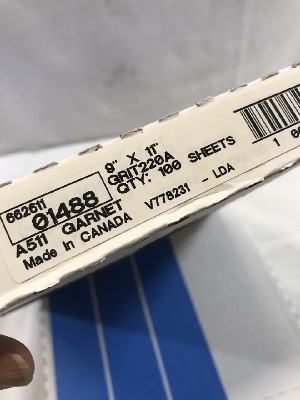 9" X 11"
GRIT220A
QTY: 100 SHEETS
662611
01488
A511 GARNET V778231 - LDA
Made in CANADA